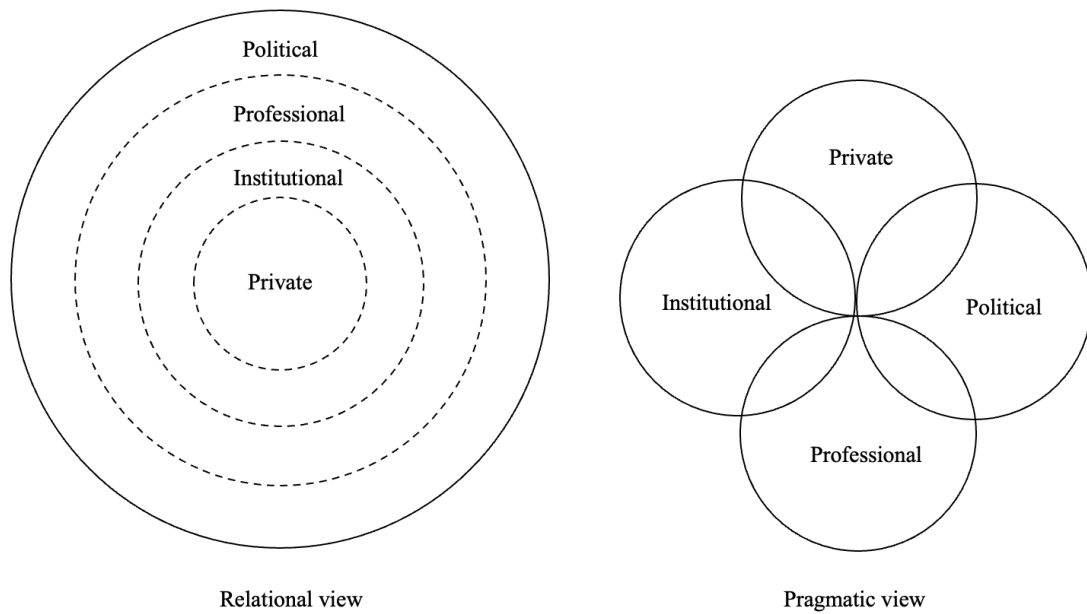 Political
Professional
Institutional
Private
Relational view
Private
Institutional
Political
Professional
Pragmatic view